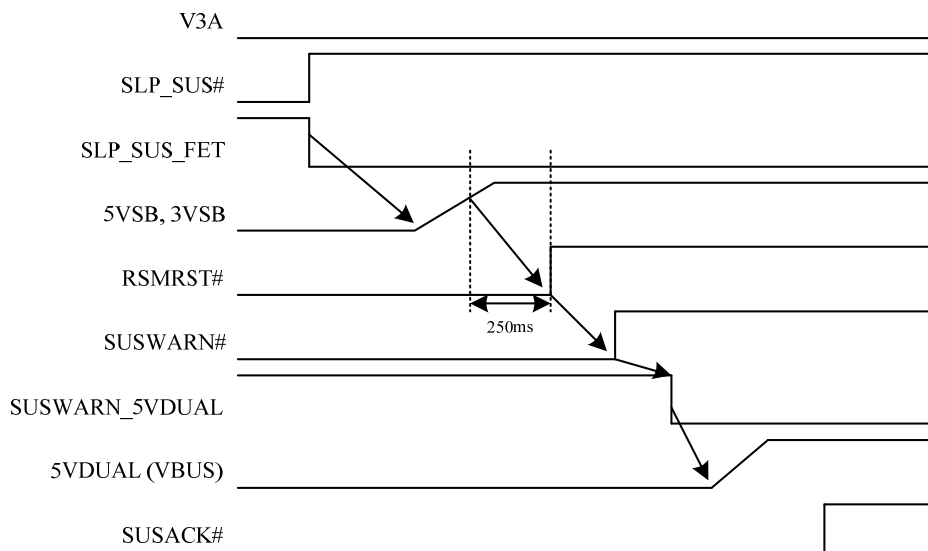 V3A
SLP_SUS#
SLP_SUS_FET
5VSB, 3VSB
RSMRST#
250ms
SUSWARN#
SUSWARN_5VDUAL
5VDUAL (VBUS)
SUSACK#